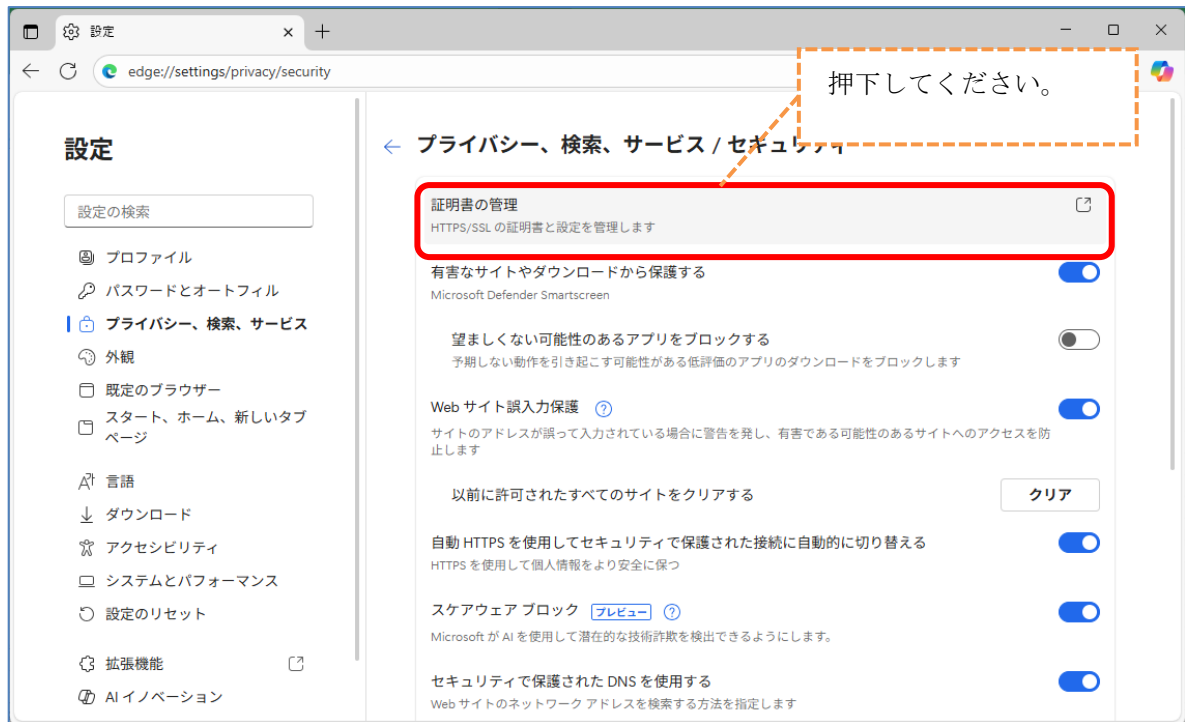 設定
edge://settings/privacy/security
押下してください。
設定
設定の検索
プロファイル
パスワードとオートフィル
プライバシー、検索、サービス
外観
既定のブラウザー
スタート、ホーム、新しいタブ
ページ
言語
ダウンロード
アクセシビリティ
システムとパフォーマンス
設定のリセット
拡張機能
AI イノベーション
プライバシー、検索、サービス / セキュリティ
証明書の管理
HTTPS/SSL の証明書と設定を管理します
有害なサイトやダウンロードから保護する
Microsoft Defender Smartscreen
望ましくない可能性のあるアプリをブロックする
予期しない動作を引き起こす可能性がある低評価のアプリのダウンロードをブロックします
Web サイト誤入力保護
サイトのアドレスが誤って入力されている場合に警告を発し、有害である可能性のあるサイトへのアクセスを防
止します
以前に許可されたすべてのサイトをクリアする
クリア
自動 HTTPS を使用してセキュリティで保護された接続に自動的に切り替える
HTTPS を使用して個人情報をより安全に保つ
スケアウェア ブロック プレビュー
Microsoft が AI を使用して潜在的な技術詐欺を検出できるようにします。
セキュリティで保護された DNS を使用する
Web サイトのネットワーク アドレスを検索する方法を指定します